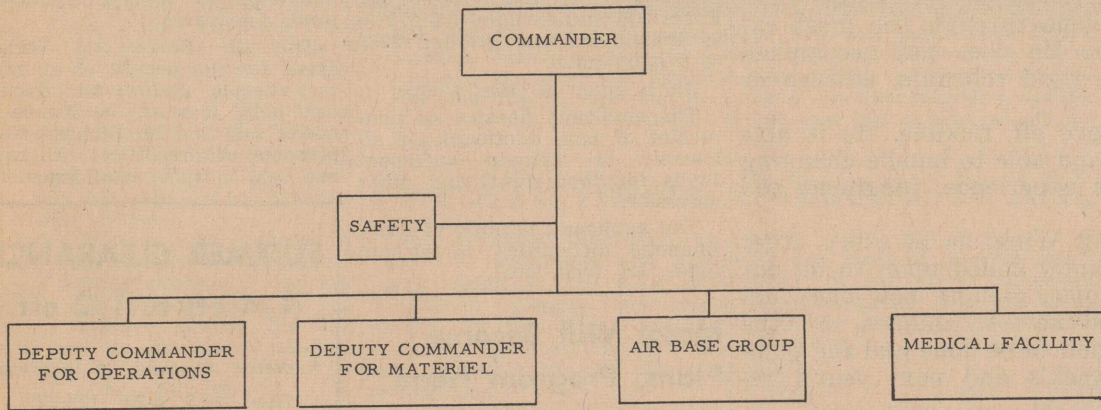 COMMANDER
SAFETY
DEPUTY COMMANDER
FOR OPERATIONS
DEPUTY COMMANDER
FOR MATERIEL
AIR BASE GROUP
MEDICAL FACILITY